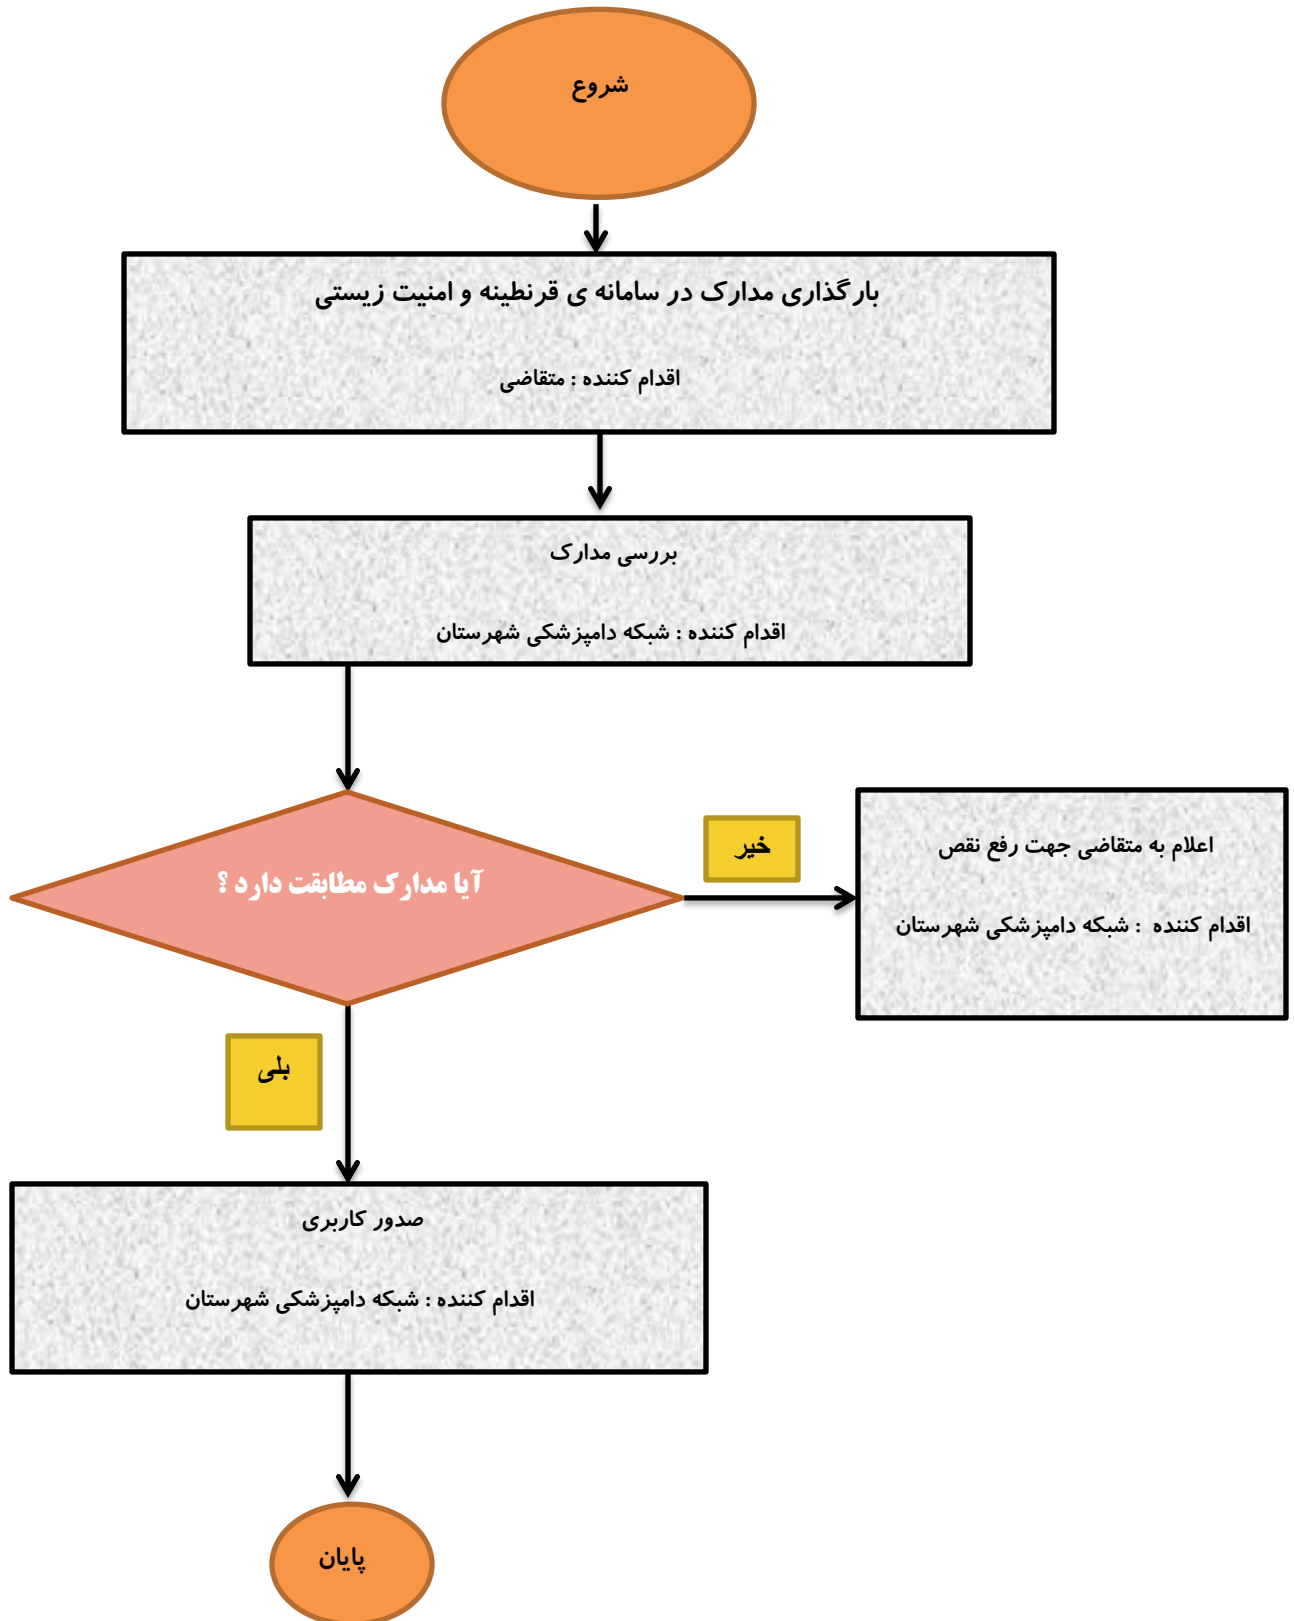 شروع
بارگذاری مدارک در سامانه ی قرنطینه و امنیت زیستی
اقدام کننده : متقاضی
بررسی مدارک
اقدام کننده : شبکه دامپزشکی شهرستان
آیا مدارک مطابقت دارد ؟
خیر
اعلام به متقاضی جهت رفع نقص
اقدام کننده : شبکه دامپزشکی شهرستان
بلی
صدور کاربری
اقدام کننده : شبکه دامپزشکی شهرستان
پایان